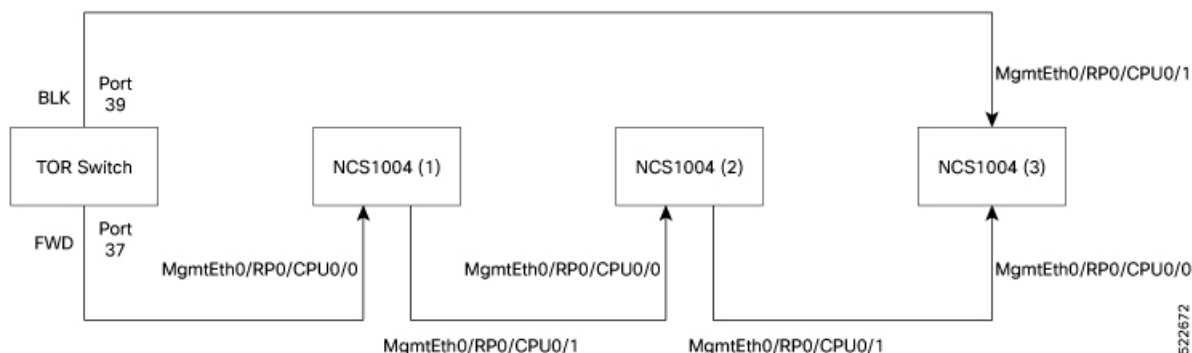 MgmtEth0/RP0/CPU0/1
Port
39
BLK
TOR Switch
NCS1004 (1)
NCS1004 (2)
NCS1004 (3)
FWD
Port
37
MgmtEth0/RP0/CPU0/0
MgmtEth0/RP0/CPU0/0
MgmtEth0/RP0/CPU0/0
MgmtEth0/RP0/CPU0/1
MgmtEth0/RP0/CPU0/1
522672